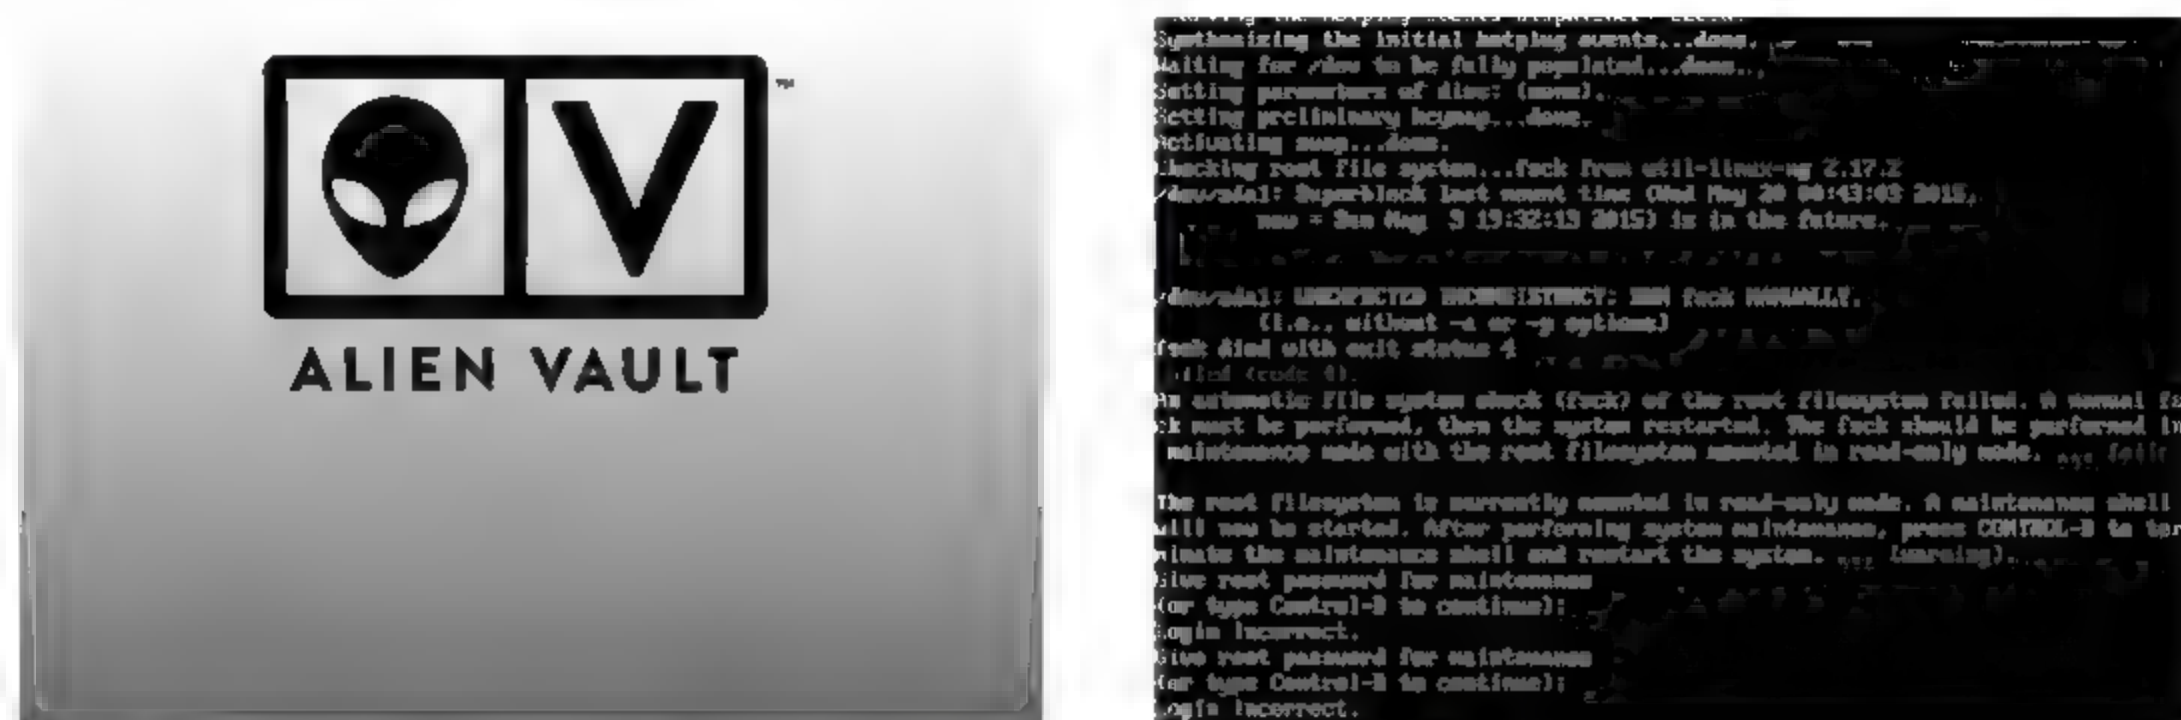 ALIEN VAULT
™
Synthesizing the initial hotplug events...done.
Waiting for /dev to be fully populated...done.
Setting parameters of disc: (none).
Setting preliminary keymap...done.
Activating swap...done.
Checking root file system...fsck from util-linux-ng 2.17.2
/dev/sda1: Superblock last mount time (Wed May 20 00:43:03 2015,
now = Sun May 3 19:32:13 2015) is in the future.
/dev/sda1: UNEXPECTED INCONSISTENCY: RUN fsck MANUALLY.
(i.e., without -a or -p options)
fsck died with exit status 4
failed (code 4).
An automatic file system check (fsck) of the root filesystem failed. A manual fs
ck must be performed, then the system restarted. The fsck should be performed in
maintenance mode with the root filesystem mounted in read-only mode.
The root filesystem is currently mounted in read-only mode. A maintenance shell
will now be started. After performing system maintenance, press CONTROL-D to ter
minate the maintenance shell and restart the system. (warning).
Give root password for maintenance
(or type Control-D to continue):
Login incorrect.
Give root password for maintenance
(or type Control-D to continue):
Login incorrect.